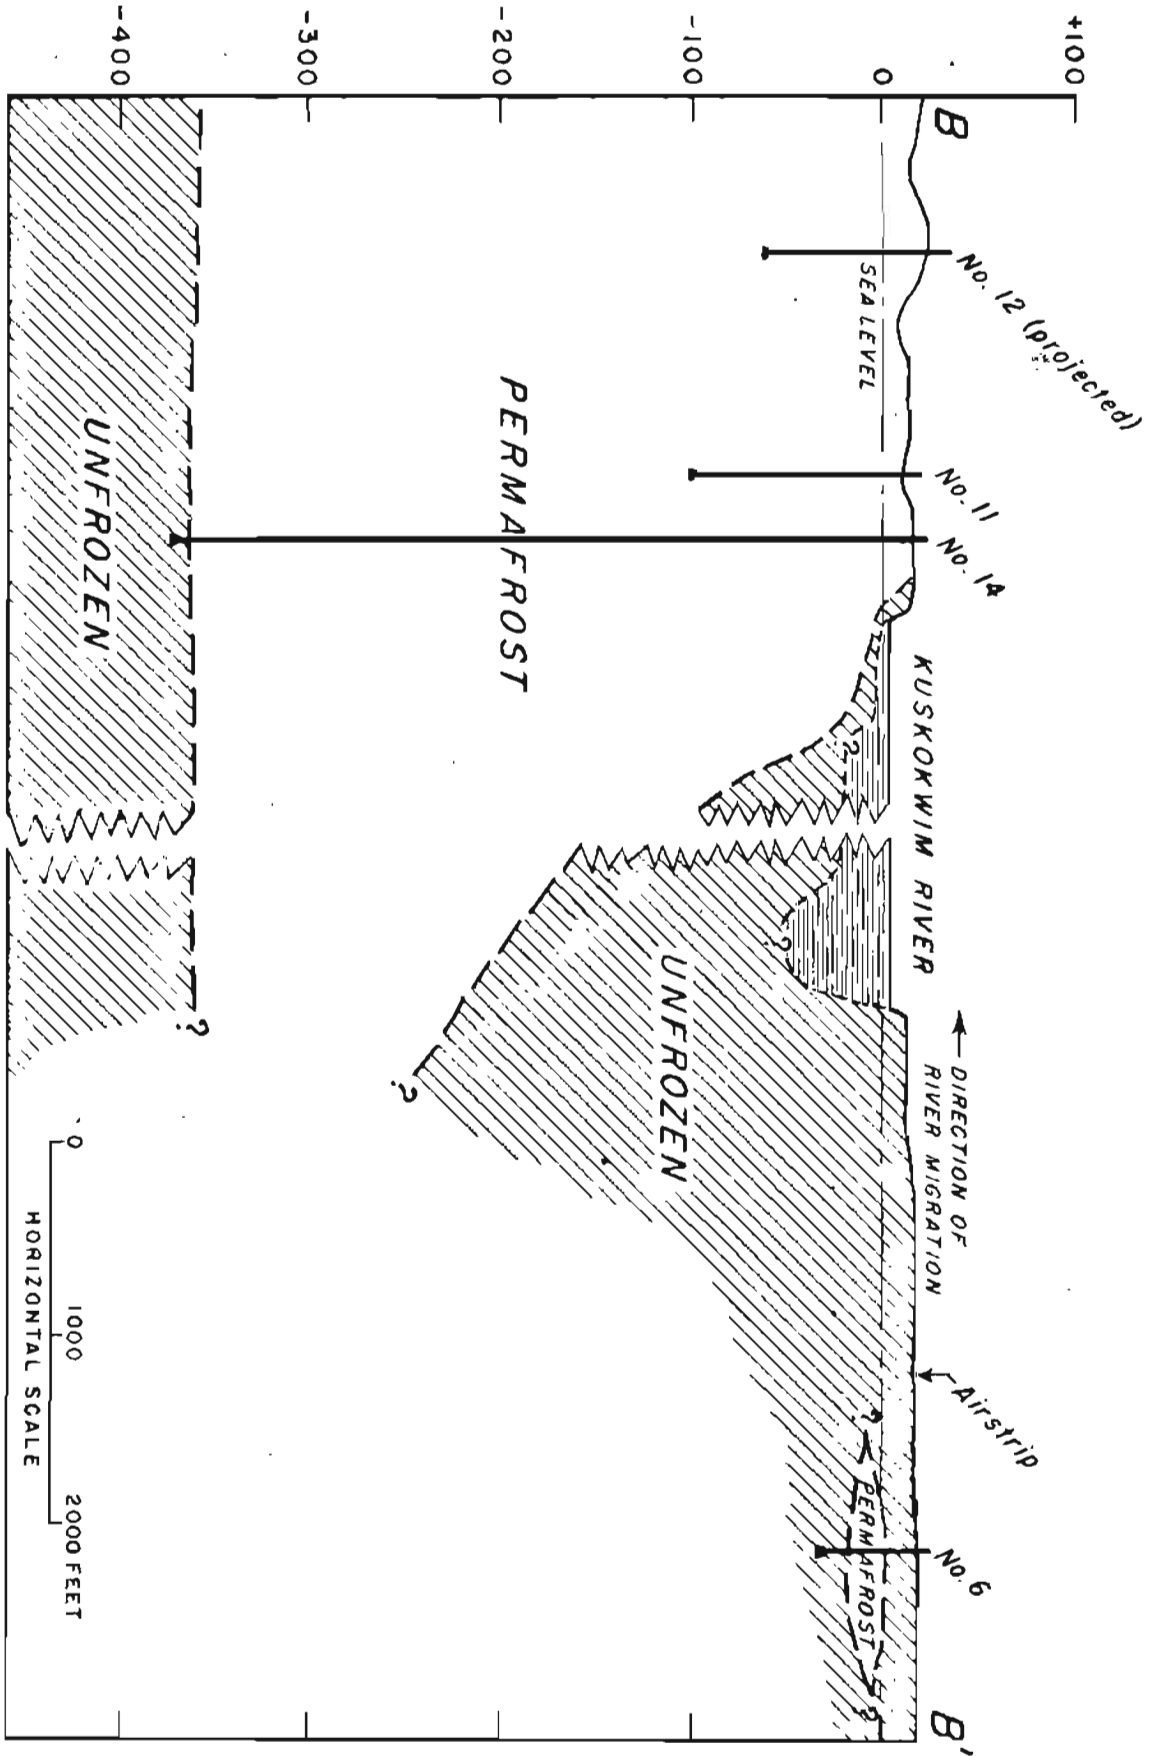 +100
0
-100
-200
-300
-400
B
B'
No. 12 (projected)
No. 11
No. 14
KUSKOKWIM RIVER
DIRECTION OF
RIVER MIGRATION
Airstrip
No. 6
SEA LEVEL
PERMAFROST
UNFROZEN
?
?
UNFROZEN
?
?
PERMAFROST
?
UNFROZEN
?
0 1000 2000 FEET
HORIZONTAL SCALE